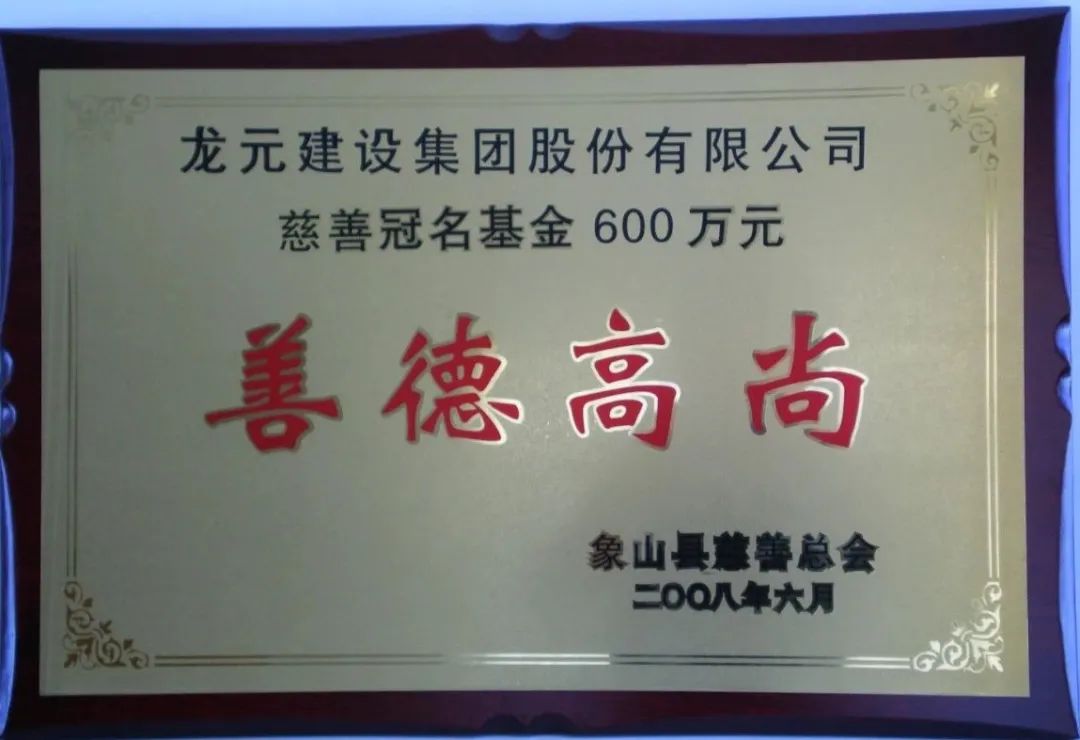 龙元建设集团股份有限公司
慈善冠名基金 600 万元
善德高尚
象山县慈善总会
二〇〇八年六月